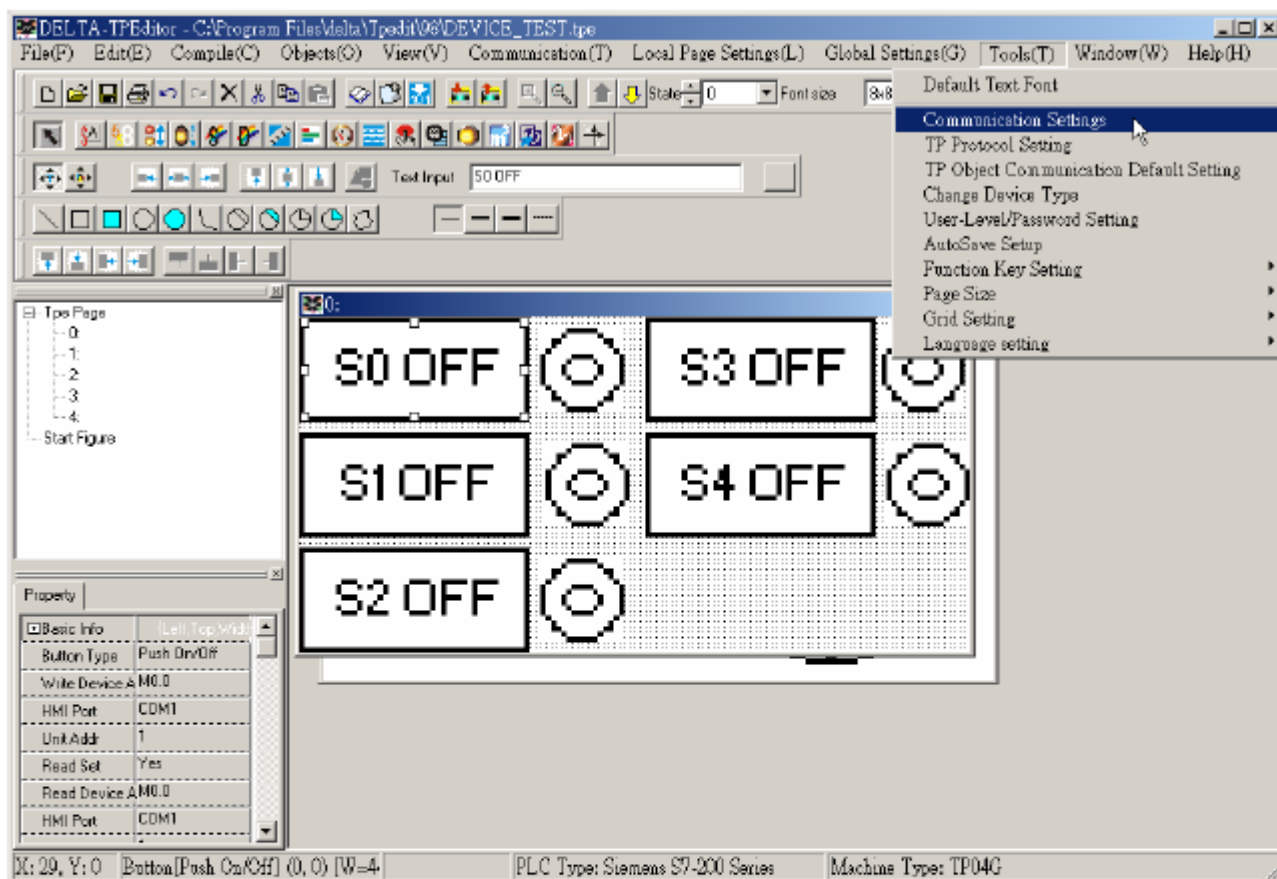 DELTA-TPEditor - C:\Program Files\delta\Tpedit\96\DEVICE_TEST.tpe
File(F) Edit(E) Compile(C) Objects(O) View(V) Communication(T) Local Page Settings(L) Global Settings(G) Tools(T) Window(W) Help(H)
State 0 Font size 8x8
Text Input S0 OFF
Default Text Font
Communication Settings
TP Protocol Setting
TP Object Communication Default Setting
Change Device Type
User-Level/Password Setting
AutoSave Setup
Function Key Setting
Page Size
Grid Setting
Language setting
Tpe Page
0:
1:
2
3
4:
Start Figure
0:
S0 OFF S3 OFF
S1 OFF S4 OFF
S2 OFF
Property
Basic Info (Left,Top,Widt
Button Type Push On/Off
Write Device A M0.0
HMI Port COM1
Unit Addr 1
Read Set Yes
Read Device A M0.0
HMI Port COM1
X: 29, Y: 0 Button[Push On/Off] (0, 0) [W=4 PLC Type: Siemens S7-200 Series Machine Type: TP04G